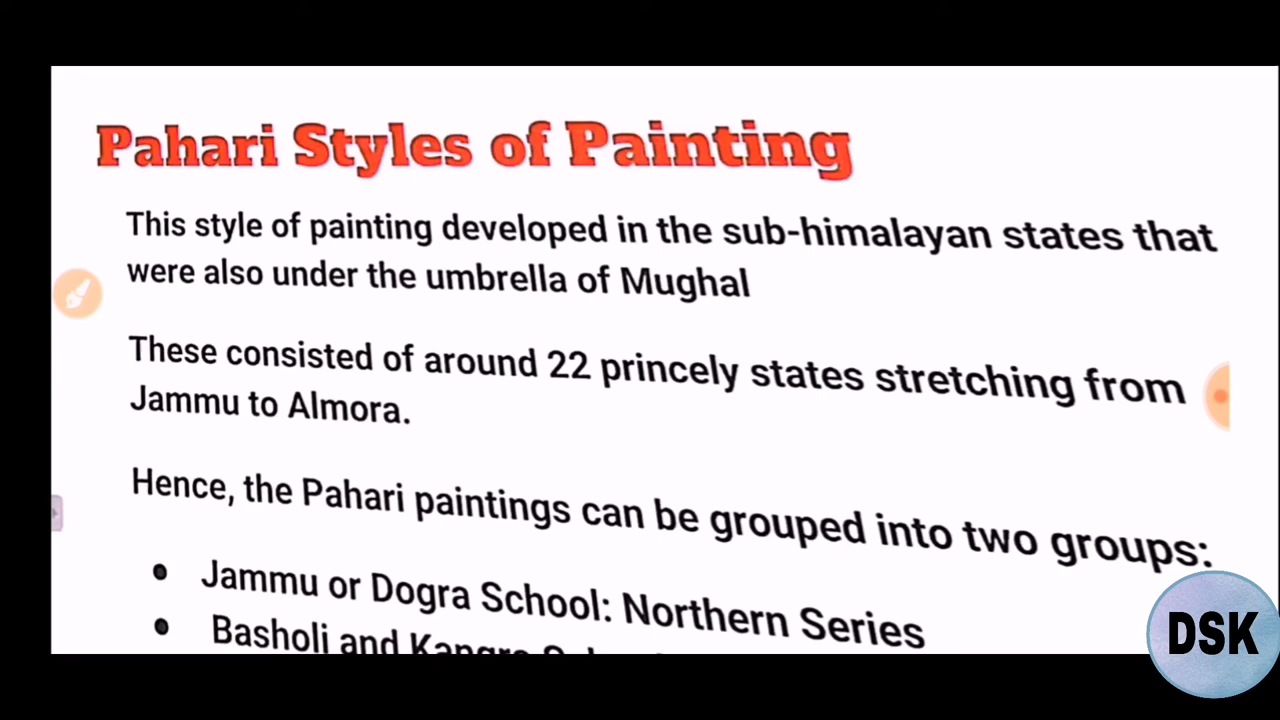 Pahari Styles of Painting
This style of painting developed in the sub-himalayan states that
were also under the umbrella of Mughal
These consisted of around 22 princely states stretching from
Jammu to Almora.
Hence, the Pahari paintings can be grouped into two groups:
• Jammu or Dogra School: Northern Series
• Basholi and Kangra
DSK